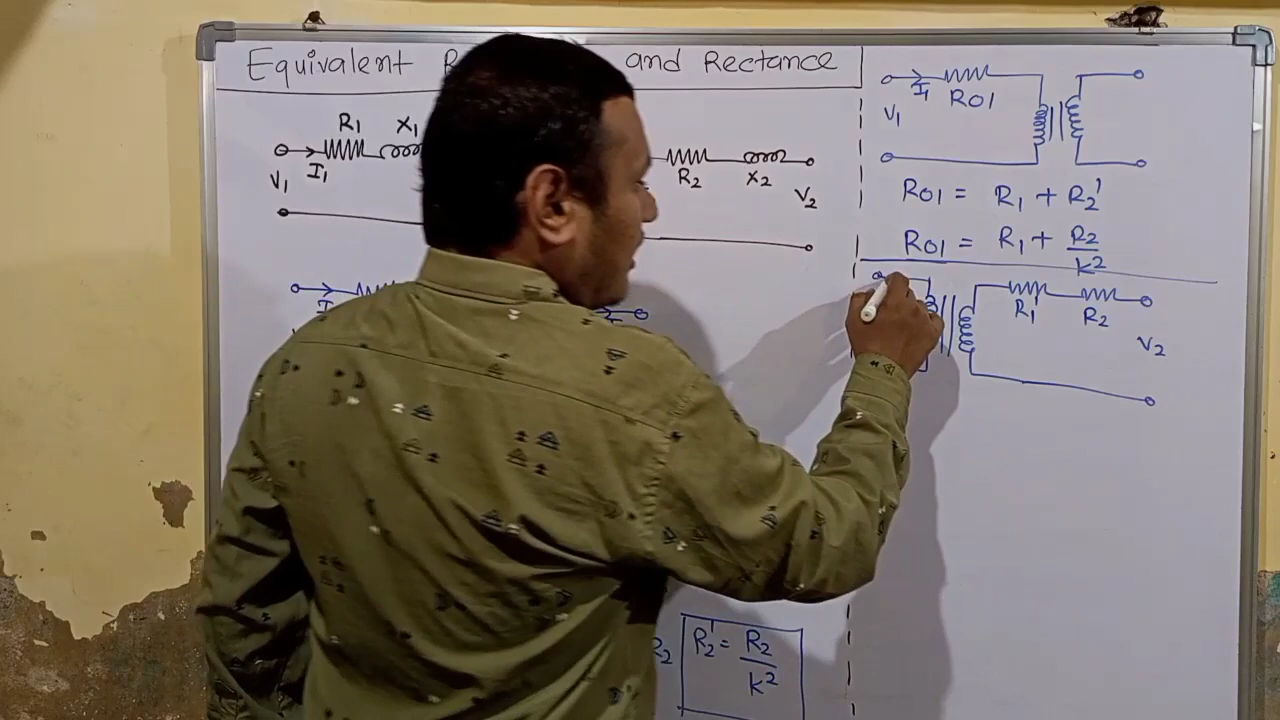 Equivalent R and Rectance
R1 X1
I1
V1
R2 X2
V2
I
R2
R2' = R2/K²
I1 R01
V1
R01 = R1 + R2'
R01 = R1 + R2/K²
R1' R2
V2